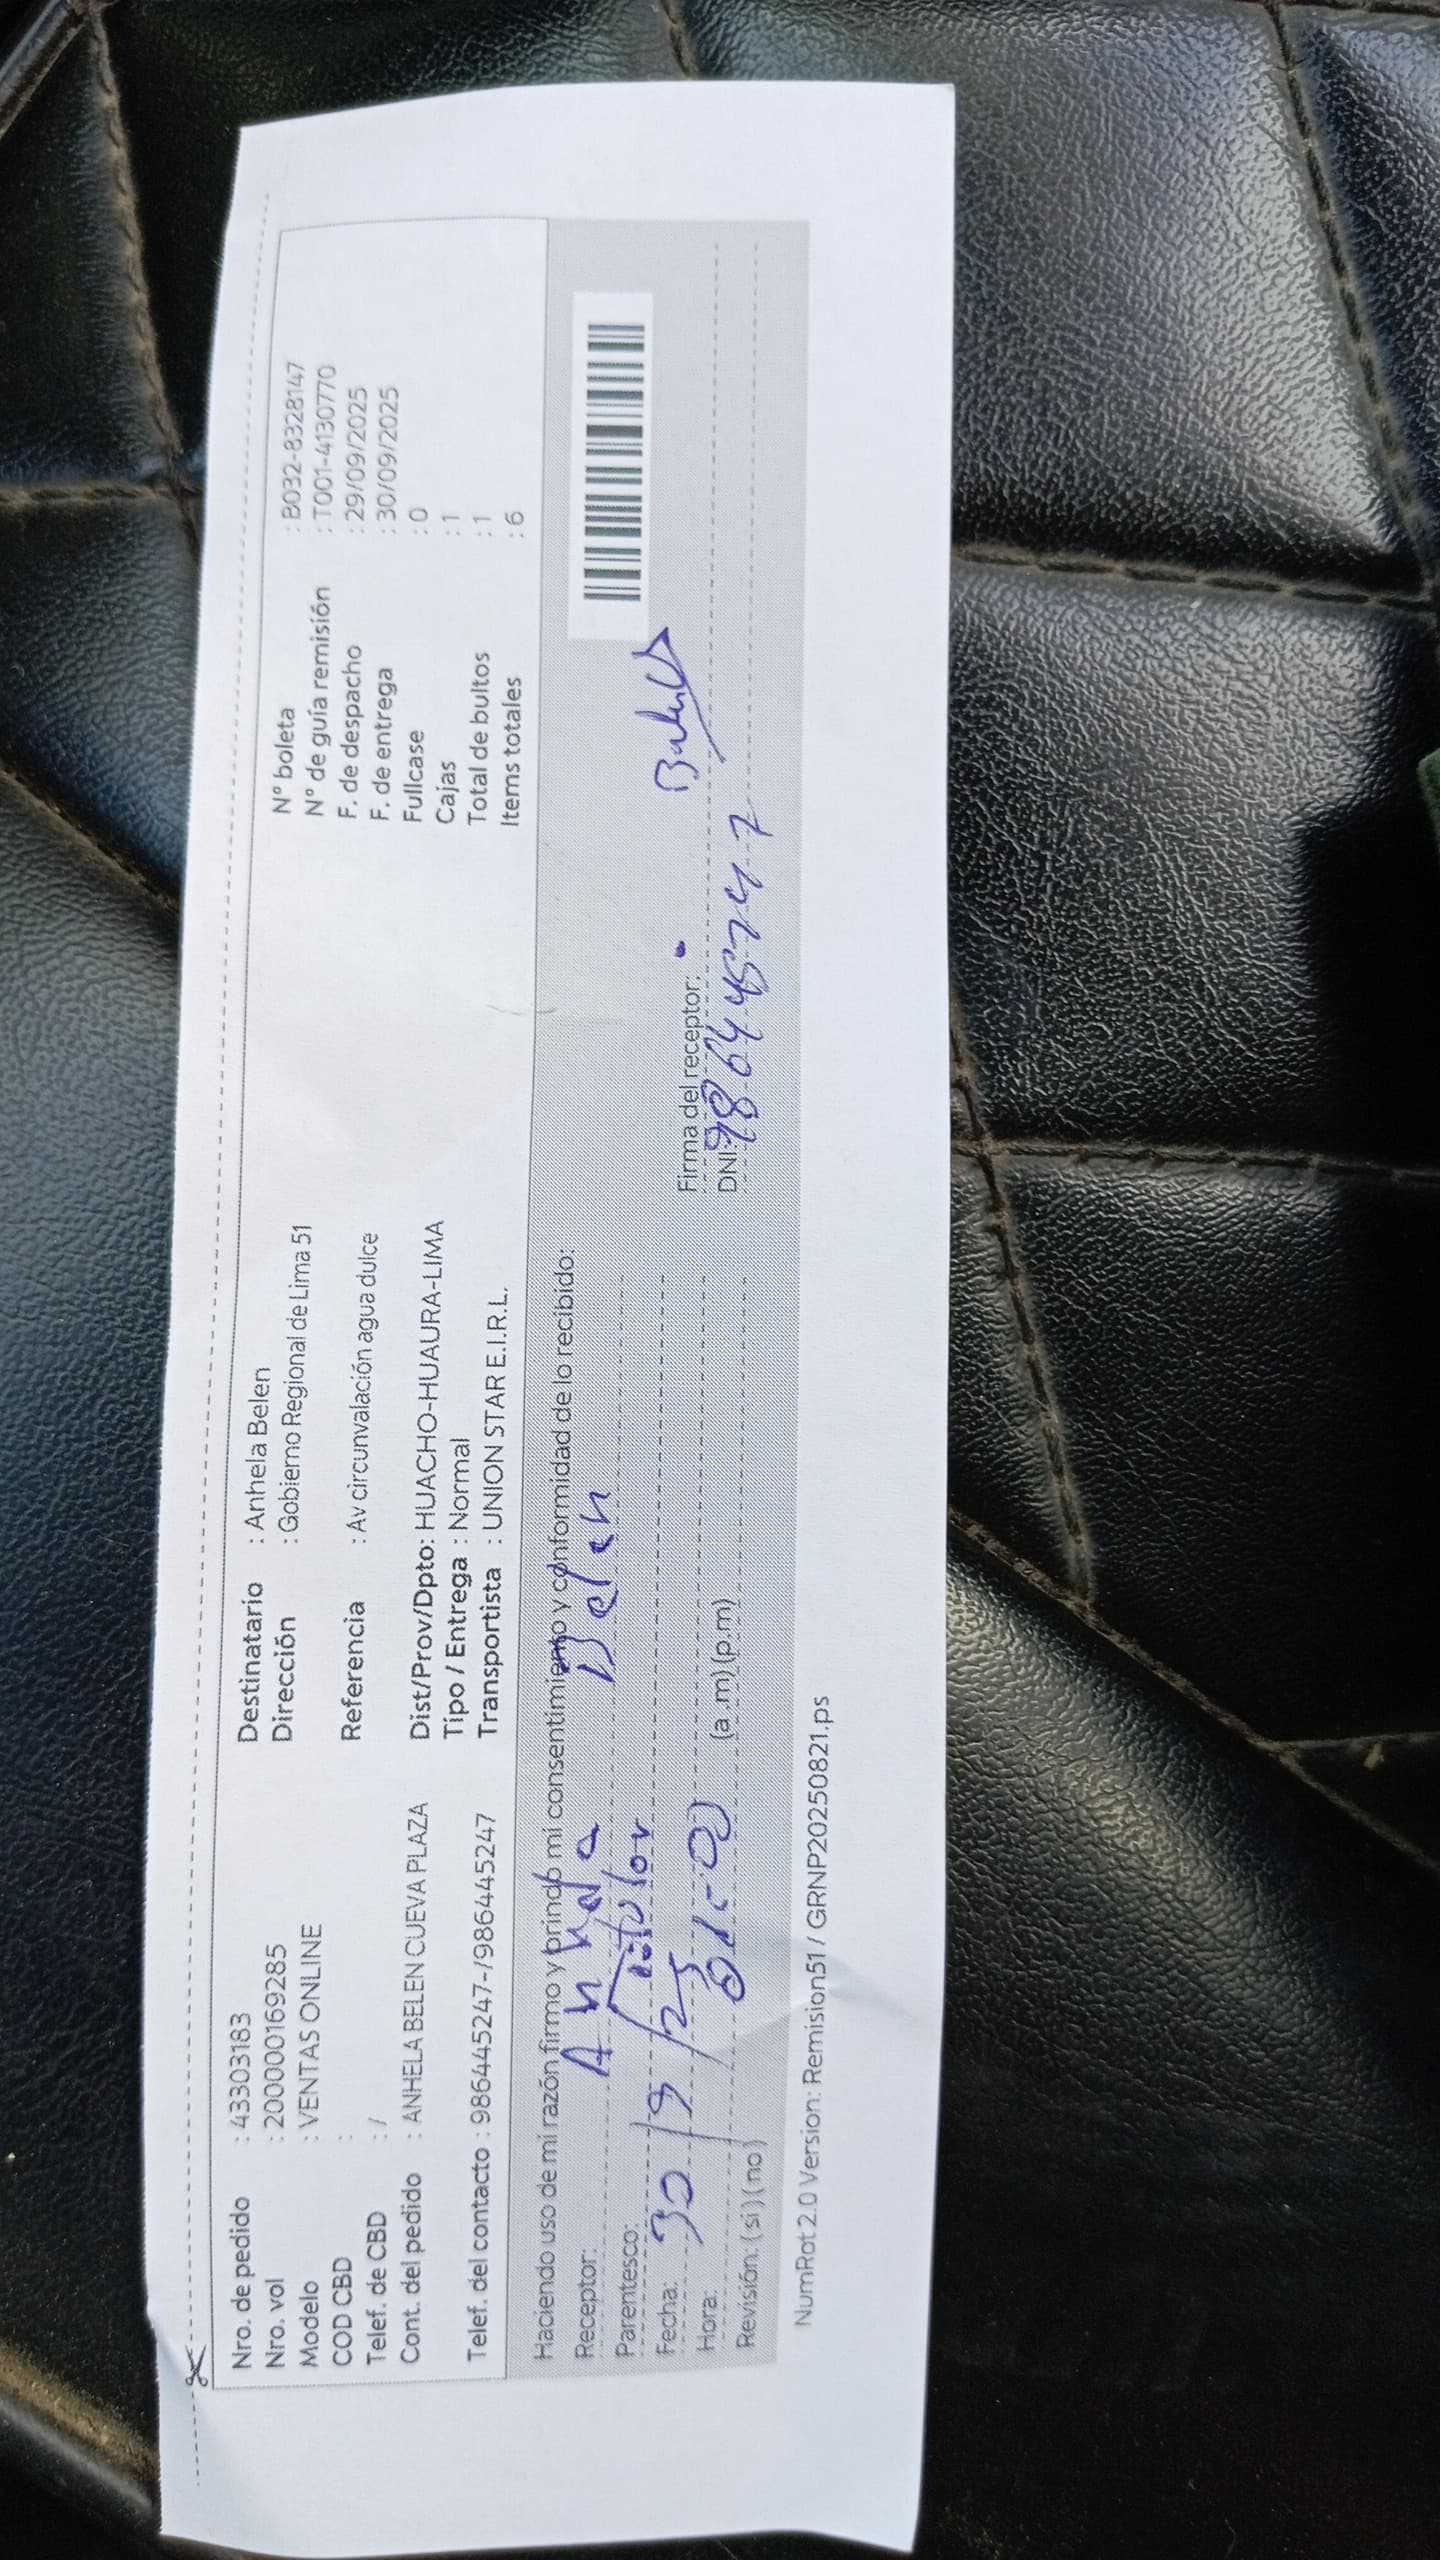 Nro. de pedido : 43303183
Nro. vol : 200000169285
Modelo : VENTAS ONLINE
COD CBD :
Telef. de CBD : /
Cont. del pedido : ANHELA BELEN CUEVA PLAZA
Telef. del contacto : 986445247-/986445247
Destinatario : Anhela Belen
Dirección : Gobierno Regional de Lima 51
Referencia : Av circunvalación agua dulce
Dist/Prov/Dpto: HUACHO-HUAURA-LIMA
Tipo / Entrega : Normal
Transportista : UNION STAR E.I.R.L.
N° boleta : B032-8328147
N° de guía remisión : T001-4130770
F. de despacho : 29/09/2025
F. de entrega : 30/09/2025
Fullcase : 0
Cajas : 1
Total de bultos : 1
Items totales : 6
Haciendo uso de mi razón firmo y brindo mi consentimiento y conformidad de lo recibido:
Receptor: Anhela Belen
Parentesco: Titular
Fecha: 30/9/25
Hora: (a.m)(p.m)
Revisión: (si)(no)
Firma del receptor:
DNI:
NumRot 2.0 Version: Remision51 / GRNP20250821.ps